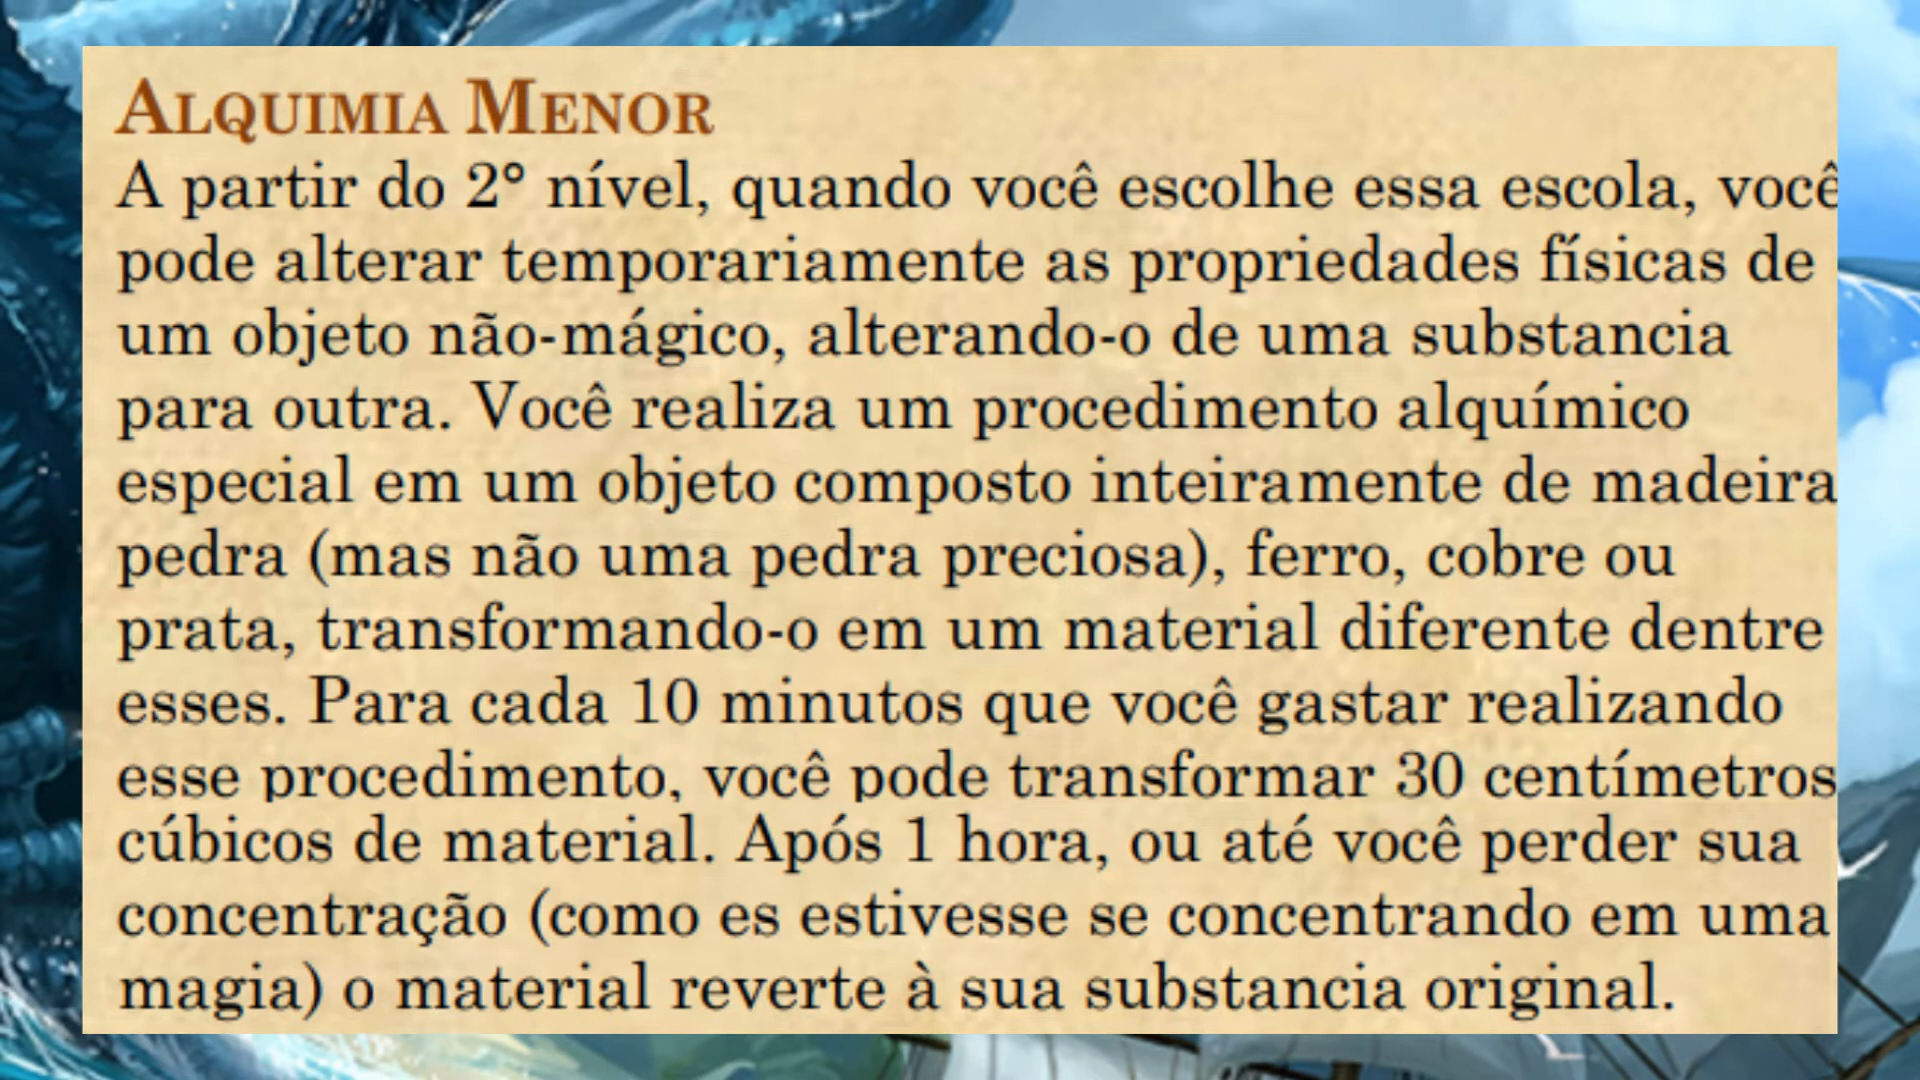 ALQUIMIA MENOR
A partir do 2° nível, quando você escolhe essa escola, você
pode alterar temporariamente as propriedades físicas de
um objeto não-mágico, alterando-o de uma substancia
para outra. Você realiza um procedimento alquímico
especial em um objeto composto inteiramente de madeira
pedra (mas não uma pedra preciosa), ferro, cobre ou
prata, transformando-o em um material diferente dentre
esses. Para cada 10 minutos que você gastar realizando
esse procedimento, você pode transformar 30 centímetros
cúbicos de material. Após 1 hora, ou até você perder sua
concentração (como es estivesse se concentrando em uma
magia) o material reverte à sua substancia original.